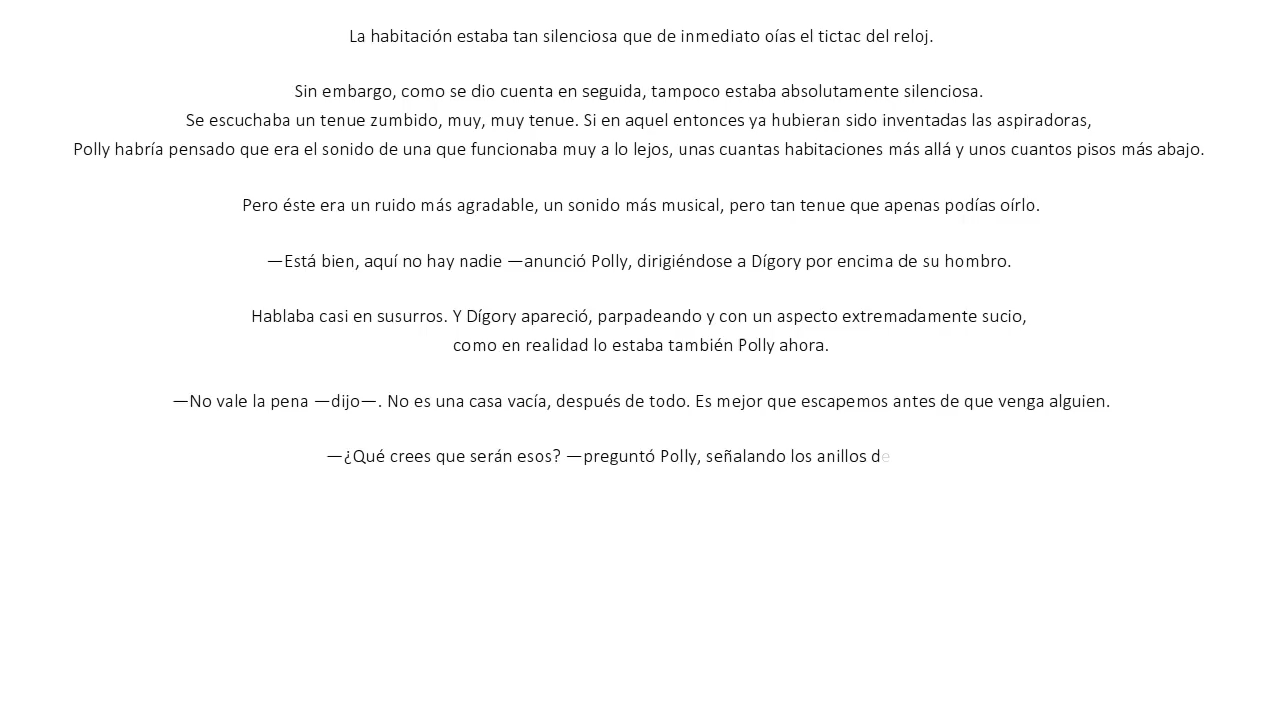 La habitación estaba tan silenciosa que de inmediato oías el tictac del reloj.
Sin embargo, como se dio cuenta en seguida, tampoco estaba absolutamente silenciosa.
Se escuchaba un tenue zumbido, muy, muy tenue. Si en aquel entonces ya hubieran sido inventadas las aspiradoras,
Polly habría pensado que era el sonido de una que funcionaba muy a lo lejos, unas cuantas habitaciones más allá y unos cuantos pisos más abajo.
Pero éste era un ruido más agradable, un sonido más musical, pero tan tenue que apenas podías oírlo.
—Está bien, aquí no hay nadie —anunció Polly, dirigiéndose a Dígory por encima de su hombro.
Hablaba casi en susurros. Y Dígory apareció, parpadeando y con un aspecto extremadamente sucio,
como en realidad lo estaba también Polly ahora.
—No vale la pena —dijo—. No es una casa vacía, después de todo. Es mejor que escapemos antes de que venga alguien.
—¿Qué crees que serán esos? —preguntó Polly, señalando los anillos de